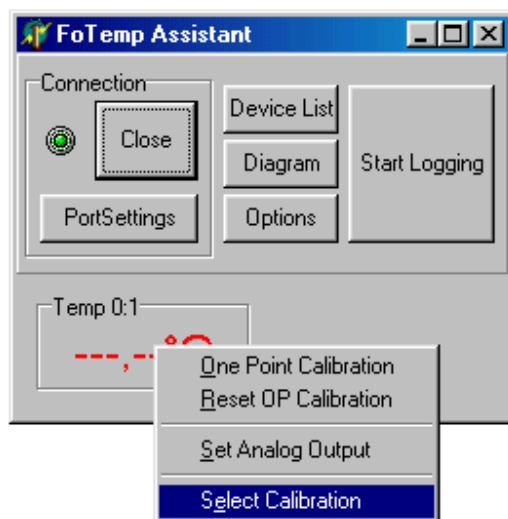 FoTemp Assistant
Connection
Close
PortSettings
Device List
Diagram
Options
Start Logging
Temp 0:1
---,--°C
One Point Calibration
Reset OP Calibration
Set Analog Output
Select Calibration